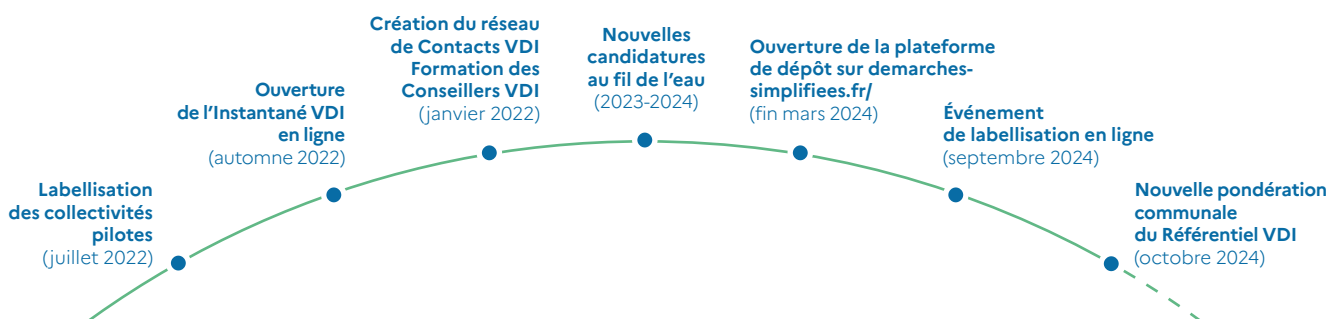 Labellisation
des collectivités
pilotes
(juillet 2022)
Ouverture
de l’Instantané VDI
en ligne
(automne 2022)
Création du réseau
de Contacts VDI
Formation des
Conseillers VDI
(janvier 2022)
Nouvelles
candidatures
au fil de l’eau
(2023-2024)
Ouverture de la plateforme
de dépôt sur demarches-
simplifiees.fr/
(fin mars 2024)
Événement
de labellisation en ligne
(septembre 2024)
Nouvelle pondération
communale
du Référentiel VDI
(octobre 2024)